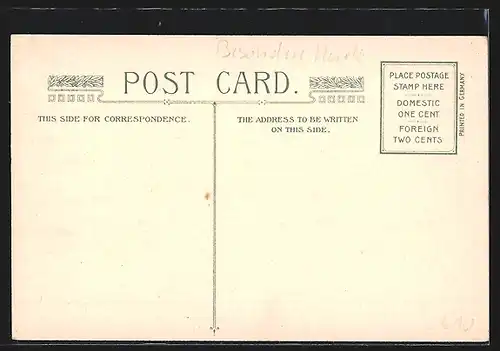 POST CARD.
THIS SIDE FOR CORRESPONDENCE.
THE ADDRESS TO BE WRITTEN
ON THIS SIDE.
PLACE POSTAGE
STAMP HERE
DOMESTIC
ONE CENT
FOREIGN
TWO CENTS
PRINTED IN GERMANY